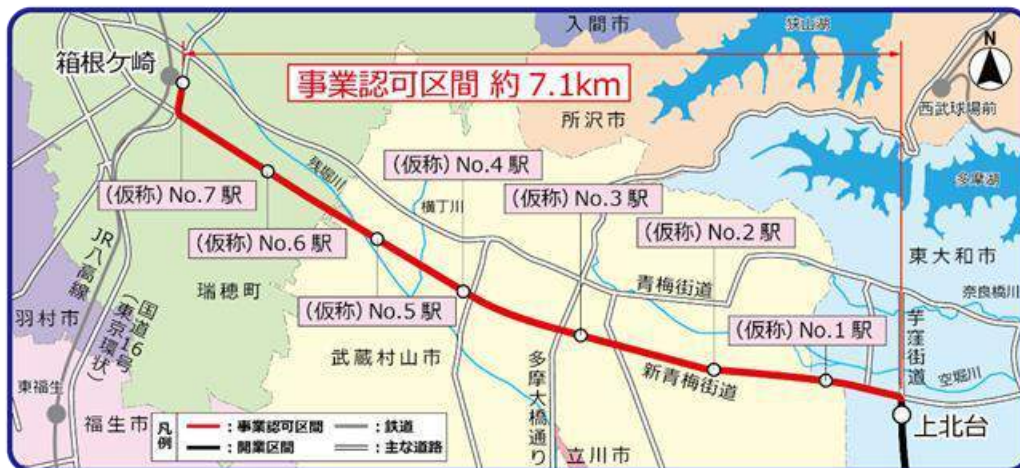 入間市
狭山湖
N
箱根ケ崎
事業認可区間 約 7.1km
西武球場前
所沢市
残堀川
(仮称) No.4 駅
多摩湖
(仮称) No.7 駅
横丁川
(仮称) No.3 駅
(仮称) No.2 駅
(仮称) No.6 駅
東大和市
JR八高線
瑞穂町
青梅街道
奈良橋川
羽村市
国道16号
(東京環状)
(仮称) No.5 駅
(仮称) No.1 駅
芋窪街道
武蔵村山市
多摩大橋通り
新青梅街道
空堀川
東福生
福生市
上北台
立川市
凡例
:事業認可区間
:鉄道
:開業区間
:主な道路